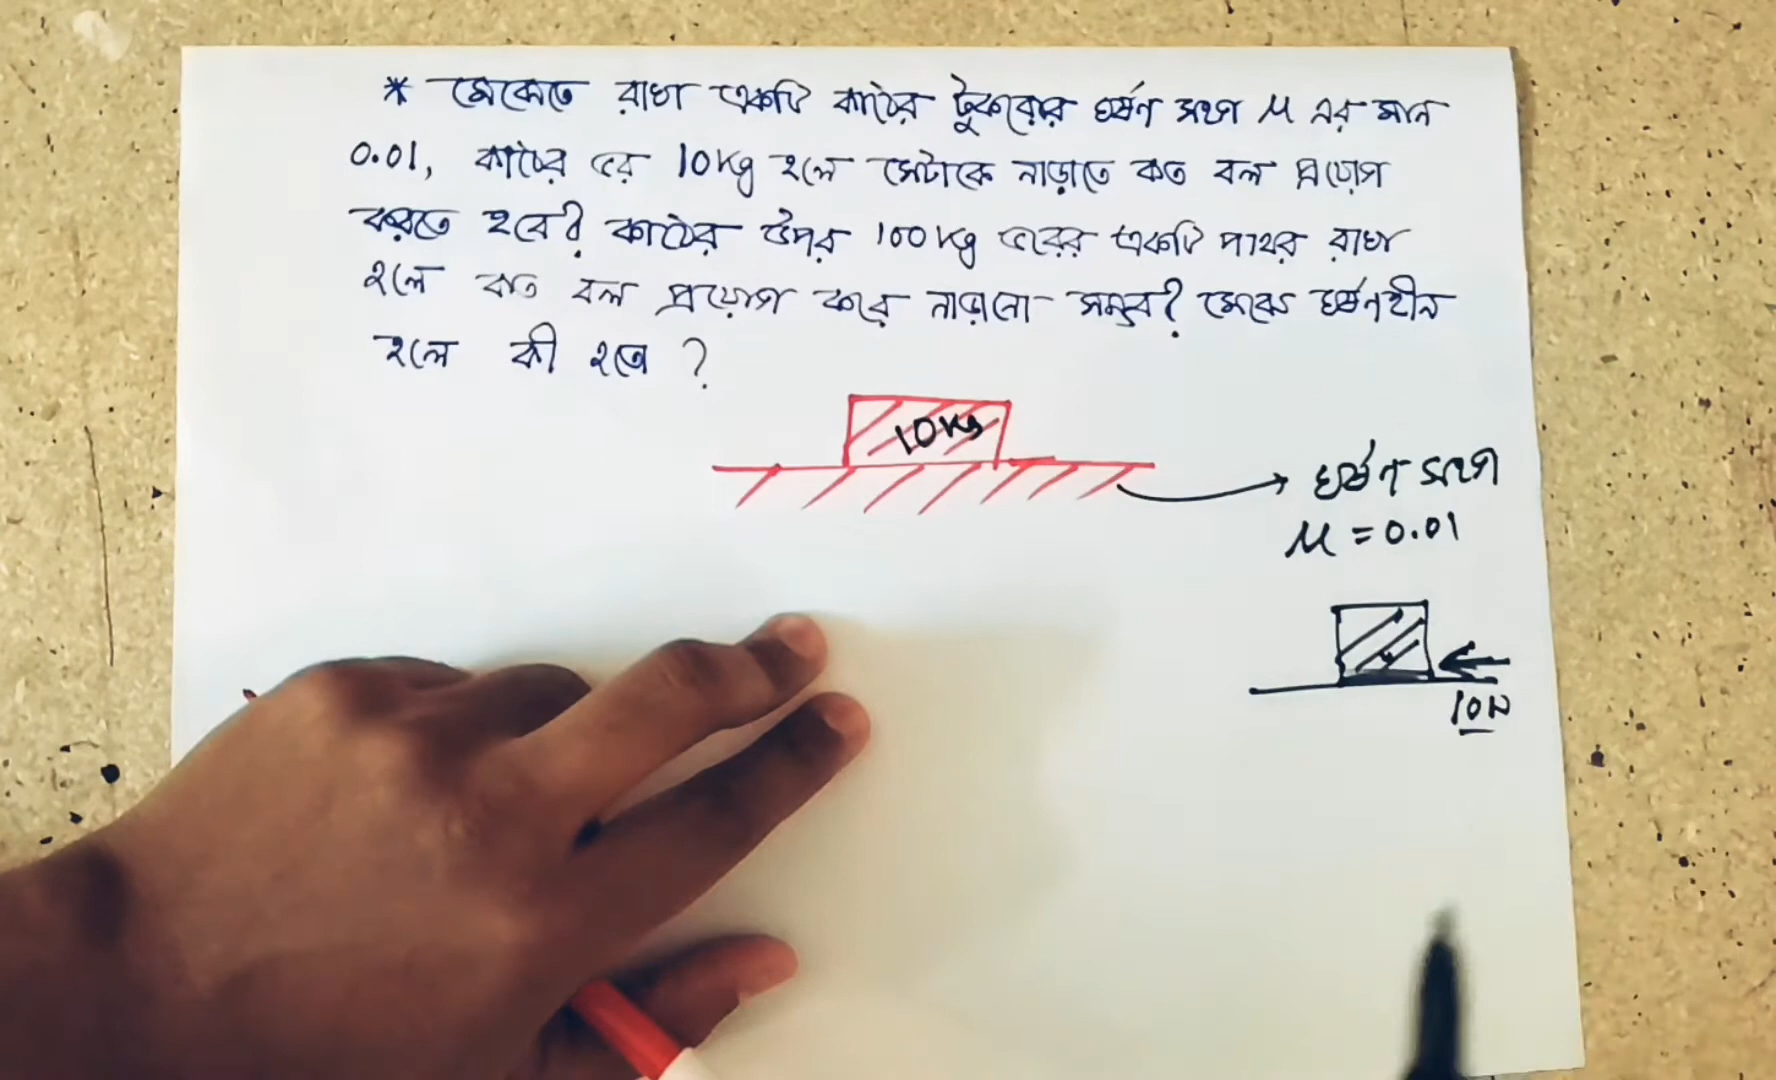 * মেঝেতে রাখা একটি কাঠের টুকরোর ঘর্ষণ সহগ μ এর মান
0.01, কাঠের ভর 10kg হলে সেটাকে নাড়াতে কত বল প্রয়োগ
করতে হবে? কাঠের উপর 100kg ভরের একটি পাথর রাখা
হলে কত বল প্রয়োগ করে নাড়ানো সম্ভব? মেঝে ঘর্ষণহীন
হলে কী হতো ?
10kg
ঘর্ষণ সহগ
μ = 0.01
10N